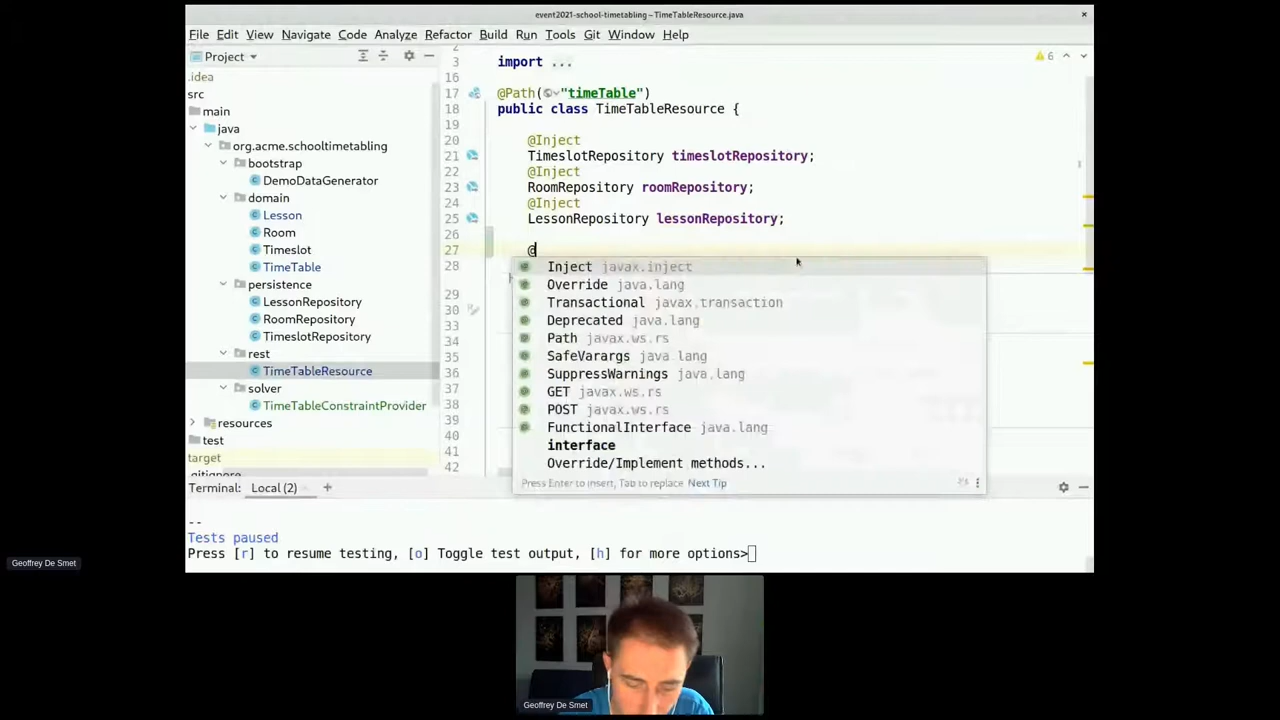 event2021-school-timetabling – TimeTableResource.java
File Edit View Navigate Code Analyze Refactor Build Run Tools Git Window Help
Project
.idea
src
main
java
org.acme.schooltimetabling
bootstrap
DemoDataGenerator
domain
Lesson
Room
Timeslot
TimeTable
persistence
LessonRepository
RoomRepository
TimeslotRepository
rest
TimeTableResource
solver
TimeTableConstraintProvider
resources
test
target
.gitignore
2
3 import ...
6
16
17 @Path("timeTable")
18 public class TimeTableResource {
19
20 @Inject
21 TimeslotRepository timeslotRepository;
22 @Inject
23 RoomRepository roomRepository;
24 @Inject
25 LessonRepository lessonRepository;
26
27 @
28
29
30
33
34
35
36
37
38
39
40
41
42
Inject javax.inject
Override java.lang
Transactional javax.transaction
Deprecated java.lang
Path javax.ws.rs
SafeVarargs java.lang
SuppressWarnings java.lang
GET javax.ws.rs
POST javax.ws.rs
FunctionalInterface java.lang
interface
Override/Implement methods...
Press Enter to insert, Tab to replace Next Tip
Terminal: Local (2) +
--
Tests paused
Press [r] to resume testing, [o] Toggle test output, [h] for more options>
Geoffrey De Smet
Geoffrey De Smet